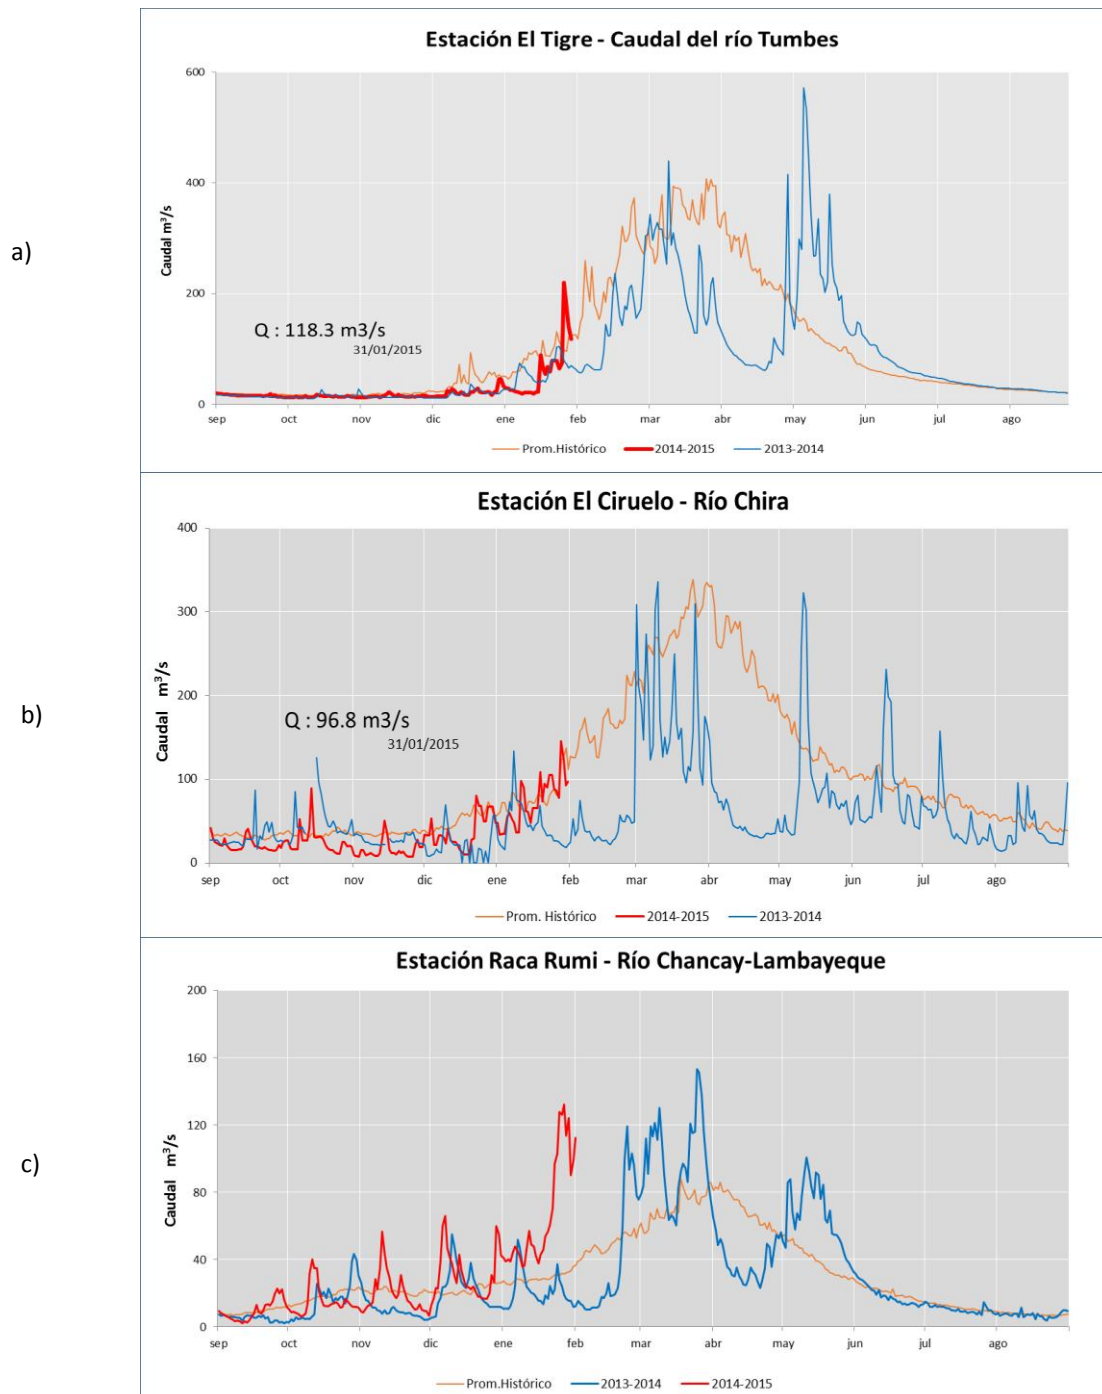 a)
Estación El Tigre - Caudal del río Tumbes
600
400
200
0
Caudal m³/s
Q : 118.3 m3/s
31/01/2015
sep oct nov dic ene feb mar abr may jun jul ago
Prom.Histórico 2014-2015 2013-2014
b)
Estación El Ciruelo - Río Chira
400
300
200
100
0
Caudal m³/s
Q : 96.8 m3/s
31/01/2015
sep oct nov dic ene feb mar abr may jun jul ago
Prom. Histórico 2014-2015 2013-2014
c)
Estación Raca Rumi - Río Chancay-Lambayeque
200
160
120
80
40
0
Caudal m³/s
sep oct nov dic ene feb mar abr may jun jul ago
Prom.Histórico 2013-2014 2014-2015